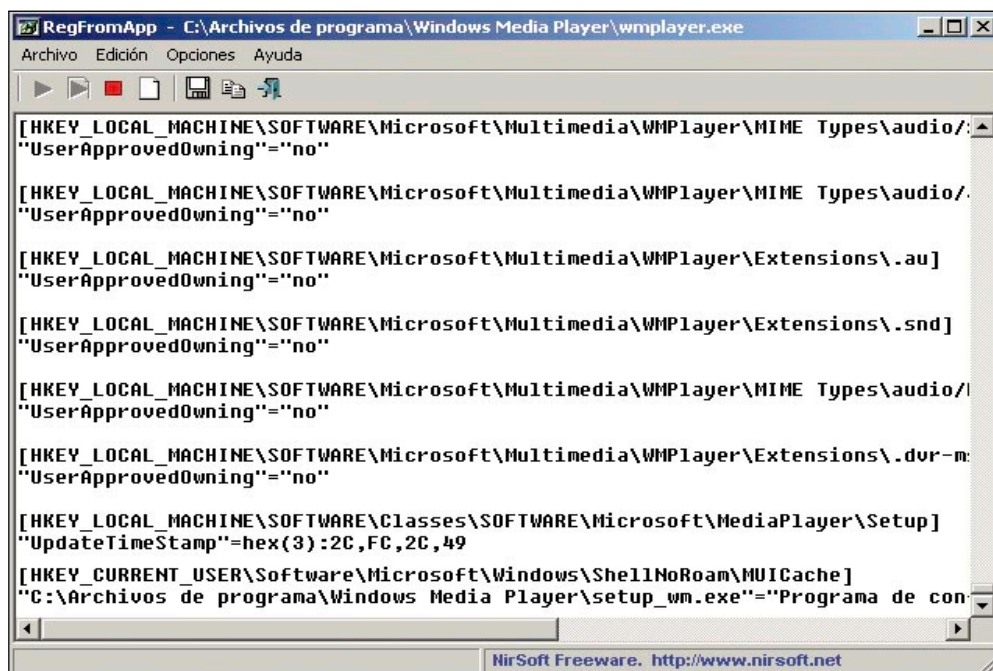 RegFromApp - C:\Archivos de programa\Windows Media Player\wmplayer.exe
Archivo Edición Opciones Ayuda
[HKEY_LOCAL_MACHINE\SOFTWARE\Microsoft\Multimedia\WMPlayer\MIME Types\audio/
"UserApprovedOwning"="no"
[HKEY_LOCAL_MACHINE\SOFTWARE\Microsoft\Multimedia\WMPlayer\MIME Types\audio/
"UserApprovedOwning"="no"
[HKEY_LOCAL_MACHINE\SOFTWARE\Microsoft\Multimedia\WMPlayer\Extensions\.au]
"UserApprovedOwning"="no"
[HKEY_LOCAL_MACHINE\SOFTWARE\Microsoft\Multimedia\WMPlayer\Extensions\.snd]
"UserApprovedOwning"="no"
[HKEY_LOCAL_MACHINE\SOFTWARE\Microsoft\Multimedia\WMPlayer\MIME Types\audio/
"UserApprovedOwning"="no"
[HKEY_LOCAL_MACHINE\SOFTWARE\Microsoft\Multimedia\WMPlayer\Extensions\.dvr-m
"UserApprovedOwning"="no"
[HKEY_LOCAL_MACHINE\SOFTWARE\Classes\SOFTWARE\Microsoft\MediaPlayer\Setup]
"UpdateTimeStamp"=hex(3):2C,FC,2C,49
[HKEY_CURRENT_USER\Software\Microsoft\Windows\ShellNoRoam\MUICache]
"C:\Archivos de programa\Windows Media Player\setup_wm.exe"="Programa de con
NirSoft Freeware. http://www.nirsoft.net